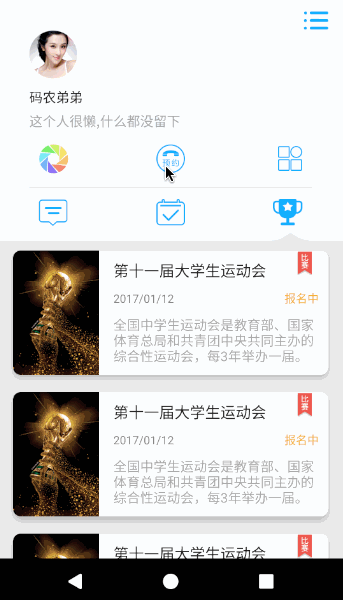 码农弟弟
这个人很懒,什么都没留下
预约
第十一届大学生运动会
比赛
2017/01/12
报名中
全国中学生运动会是教育部、国家
体育总局和共青团中央共同主办的
综合性运动会，每3年举办一届。
第十一届大学生运动会
比赛
2017/01/12
报名中
全国中学生运动会是教育部、国家
体育总局和共青团中央共同主办的
综合性运动会，每3年举办一届。
第十一届大学生运动会
比赛